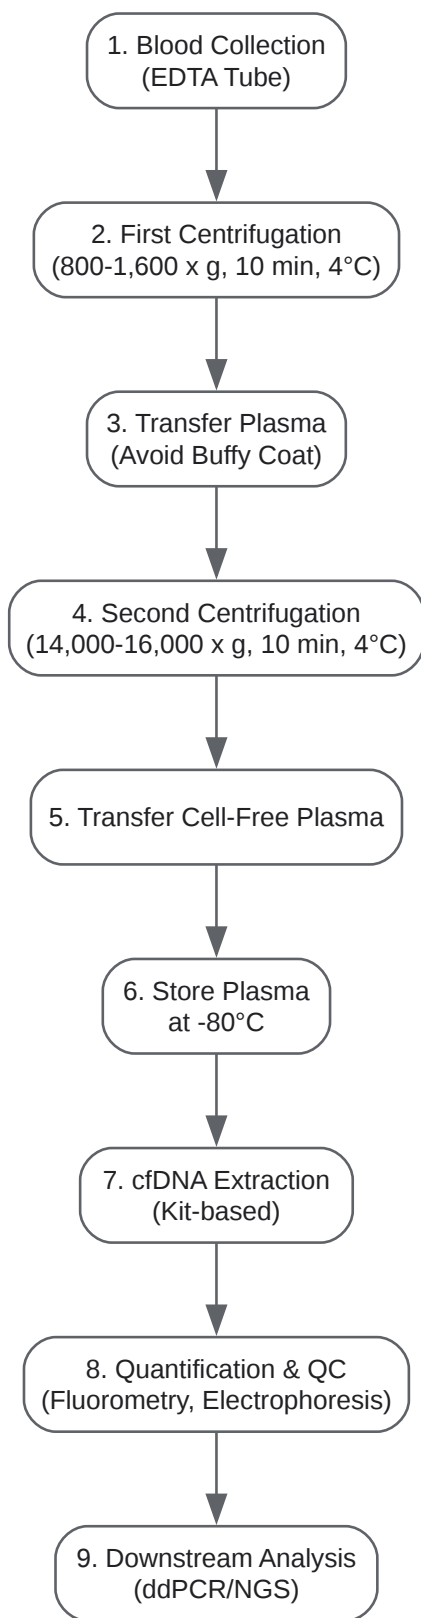 1. Blood Collection
(EDTA Tube)
2. First Centrifugation
(800-1,600 x g, 10 min, 4°C)
3. Transfer Plasma
(Avoid Buffy Coat)
4. Second Centrifugation
(14,000-16,000 x g, 10 min, 4°C)
5. Transfer Cell-Free Plasma
6. Store Plasma
at -80°C
7. cfDNA Extraction
(Kit-based)
8. Quantification & QC
(Fluorometry, Electrophoresis)
9. Downstream Analysis
(ddPCR/NGS)